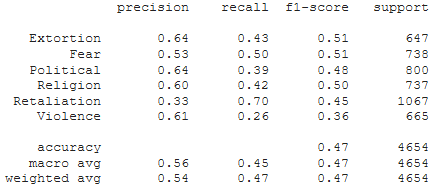 precision recall f1-score support
Extortion 0.64 0.43 0.51 647
Fear 0.53 0.50 0.51 738
Political 0.64 0.39 0.48 800
Religion 0.60 0.42 0.50 737
Retaliation 0.33 0.70 0.45 1067
Violence 0.61 0.26 0.36 665
accuracy 0.47 4654
macro avg 0.56 0.45 0.47 4654
weighted avg 0.54 0.47 0.47 4654